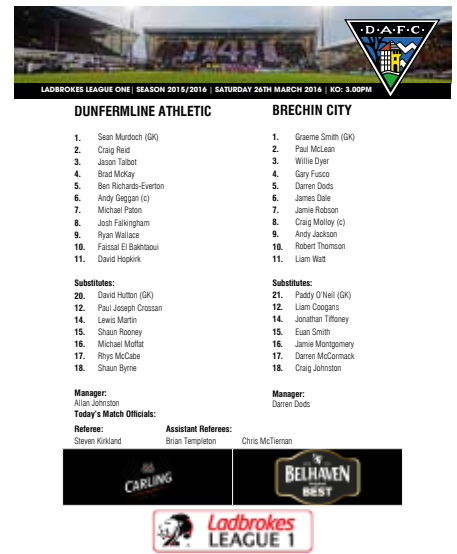 ·D·A·F·C·
LADBROKES LEAGUE ONE| SEASON 2015/2016 | SATURDAY 26TH MARCH 2016 | KO: 3.00PM
DUNFERMLINE ATHLETIC
1. Sean Murdoch (GK)
2. Craig Reid
3. Jason Talbot
4. Brad McKay
5. Ben Richards-Everton
6. Andy Geggan (c)
7. Michael Paton
8. Josh Falkingham
9. Ryan Wallace
10. Faissal El Bakhtaoui
11. David Hopkirk
Substitutes:
20. David Hutton (GK)
12. Paul Joseph Crossan
14. Lewis Martin
15. Shaun Rooney
16. Michael Moffat
17. Rhys McCabe
18. Shaun Byrne
Manager:
Allan Johnston
BRECHIN CITY
1. Graeme Smith (GK)
2. Paul McLean
3. Willie Dyer
4. Gary Fusco
5. Darren Dods
6. James Dale
7. Jamie Robson
8. Craig Molloy (c)
9. Andy Jackson
10. Robert Thomson
11. Liam Watt
Substitutes:
21. Paddy O'Neil (GK)
12. Liam Coogans
14. Jonathan Tiffoney
15. Euan Smith
16. Jamie Montgomery
17. Darren McCormack
18. Craig Johnston
Manager:
Darren Dods
Today's Match Officials:
Referee: Assistant Referees:
Steven Kirkland Brian Templeton Chris McTiernan
CARLING
BELHAVEN
BEST
Ladbrokes
LEAGUE 1